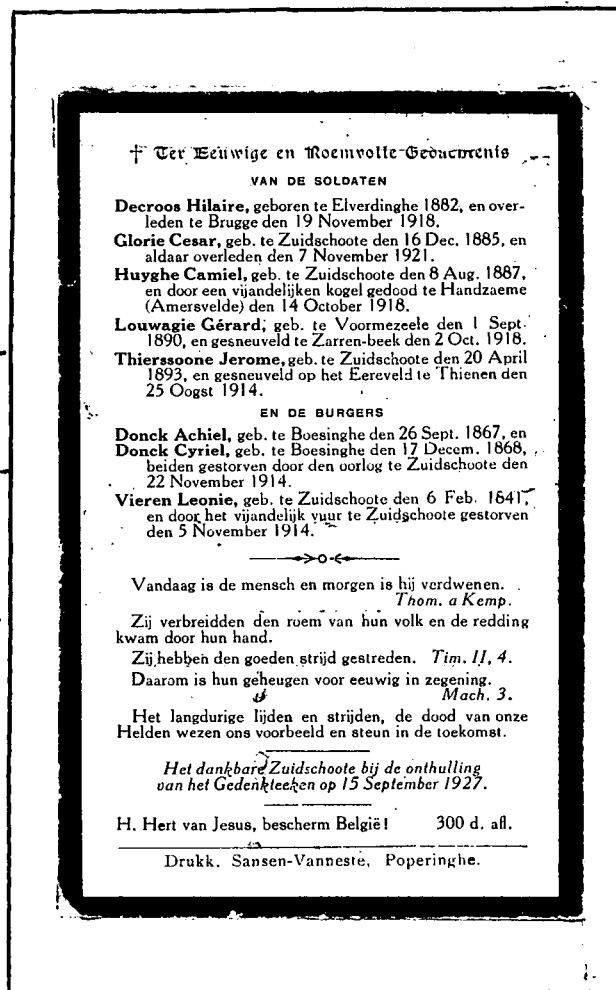 † Ter Eeuwige en Roemvolle Gedachtenis
VAN DE SOLDATEN
Decroos Hilaire, geboren te Elverdinghe 1882, en over-
leden te Brugge den 19 November 1918.
Glorie Cesar, geb. te Zuidschoote den 16 Dec. 1885, en
aldaar overleden den 7 November 1921.
Huyghe Camiel, geb. te Zuidschoote den 8 Aug. 1887,
en door een vijandelijken kogel gedood te Handzaeme
(Amersvelde) den 14 October 1918.
Louwagie Gérard, geb. te Voormezeele den 1 Sept.
1890, en gesneuveld te Zarren-beek den 2 Oct. 1918.
Thierssoone Jerome, geb. te Zuidschoote den 20 April
1893, en gesneuveld op het Eereveld te Thienen den
25 Oogst 1914.
EN DE BURGERS
Donck Achiel, geb. te Boesinghe den 26 Sept. 1867, en
Donck Cyriel, geb. te Boesinghe den 17 Decem. 1868,
beiden gestorven door den oorlog te Zuidschoote den
22 November 1914.
Vieren Leonie, geb. te Zuidschoote den 6 Feb. 1841,
en door het vijandelijk vuur te Zuidschoote gestorven
den 5 November 1914.
Vandaag is de mensch en morgen is hij verdwenen.
Thom. a Kemp.
Zij verbreidden den roem van hun volk en de redding
kwam door hun hand.
Zij hebben den goeden strijd gestreden. Tim. II, 4.
Daarom is hun geheugen voor eeuwig in zegening.
Mach. 3.
Het langdurige lijden en strijden, de dood van onze
Helden wezen ons voorbeeld en steun in de toekomst.
Het dankbare Zuidschoote bij de onthulling
van het Gedenkteeken op 15 September 1927.
H. Hert van Jesus, bescherm België! 300 d. afl.
Drukk. Sansen-Vanneste, Poperinghe.